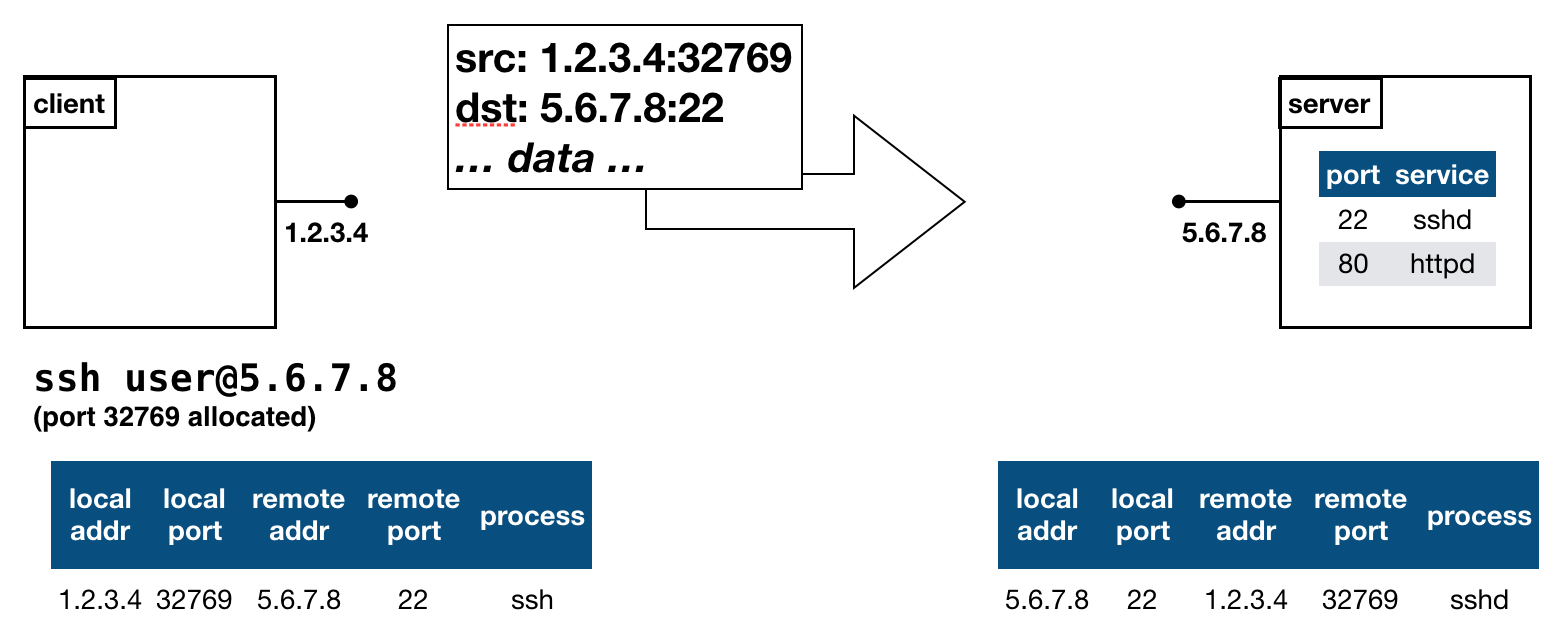 src: 1.2.3.4:32769
dst: 5.6.7.8:22
... data ...
client
1.2.3.4
server
port service
22 sshd
80 httpd
5.6.7.8
ssh user@5.6.7.8
(port 32769 allocated)
local addr local port remote addr remote port process
1.2.3.4 32769 5.6.7.8 22 ssh
local addr local port remote addr remote port process
5.6.7.8 22 1.2.3.4 32769 sshd